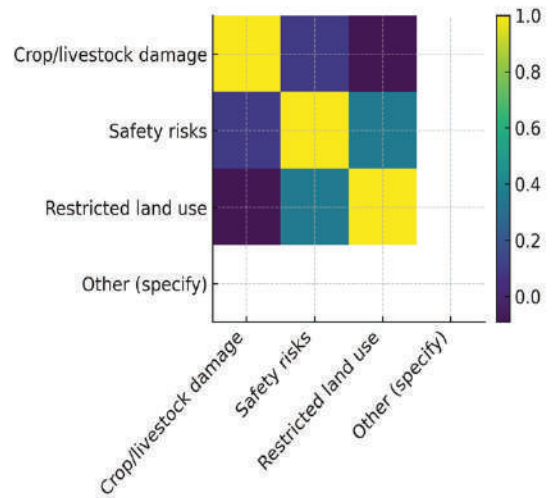 Crop/livestock damage
Safety risks
Restricted land use
Other (specify)
Crop/livestock damage
Safety risks
Restricted land use
Other (specify)
1.0
0.8
0.6
0.4
0.2
0.0